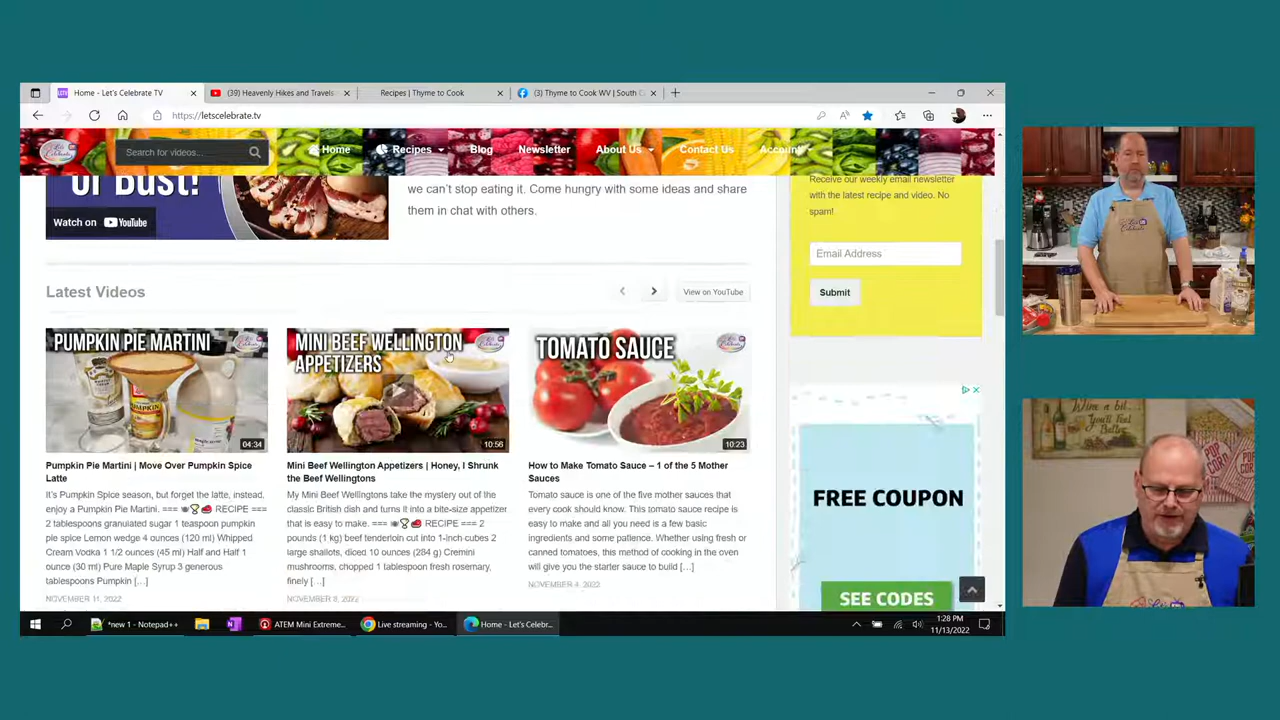 Home - Let's Celebrate TV
(39) Heavenly Hikes and Travels
Recipes | Thyme to Cook
(3) Thyme to Cook WV | South C
https://letscelebrate.tv
Search for videos...
Home
Recipes
Blog
Newsletter
About Us
Contact Us
Account
Or Bust!
Watch on YouTube
we can't stop eating it. Come hungry with some ideas and share
them in chat with others.
Receive our weekly email newsletter
with the latest recipe and video. No
spam!
Email Address
Submit
Latest Videos
View on YouTube
PUMPKIN PIE MARTINI
04:34
MINI BEEF WELLINGTON
APPETIZERS
10:56
TOMATO SAUCE
10:23
Pumpkin Pie Martini | Move Over Pumpkin Spice
Latte
It's Pumpkin Spice season, but forget the latte, instead,
enjoy a Pumpkin Pie Martini. === RECIPE ===
2 tablespoons granulated sugar 1 teaspoon pumpkin
pie spice Lemon wedge 4 ounces (120 ml) Whipped
Cream Vodka 1 1/2 ounces (45 ml) Half and Half 1
ounce (30 ml) Pure Maple Syrup 3 generous
tablespoons Pumpkin [...]
NOVEMBER 11, 2022
Mini Beef Wellington Appetizers | Honey, I Shrunk
the Beef Wellingtons
My Mini Beef Wellingtons take the mystery out of the
classic British dish and turns it into a bite-size appetizer
that is easy to make. === RECIPE === 2
pounds (1 kg) beef tenderloin cut into 1-inch cubes 2
large shallots, diced 10 ounces (284 g) Cremini
mushrooms, chopped 1 tablespoon fresh rosemary,
finely [...]
NOVEMBER 8, 2022
How to Make Tomato Sauce – 1 of the 5 Mother
Sauces
Tomato sauce is one of the five mother sauces that
every cook should know. This tomato sauce recipe is
easy to make and all you need is a few basic
ingredients and some patience. Whether using fresh or
canned tomatoes, this method of cooking in the oven
will give you the starter sauce to build [...]
NOVEMBER 4, 2022
FREE COUPON
SEE CODES
*new 1 - Notepad++
ATEM Mini Extreme...
Live streaming - Yo...
Home - Let's Celebr...
1:28 PM
11/13/2022
Wine a bit..
You'll Feel
Better
POP
CORN